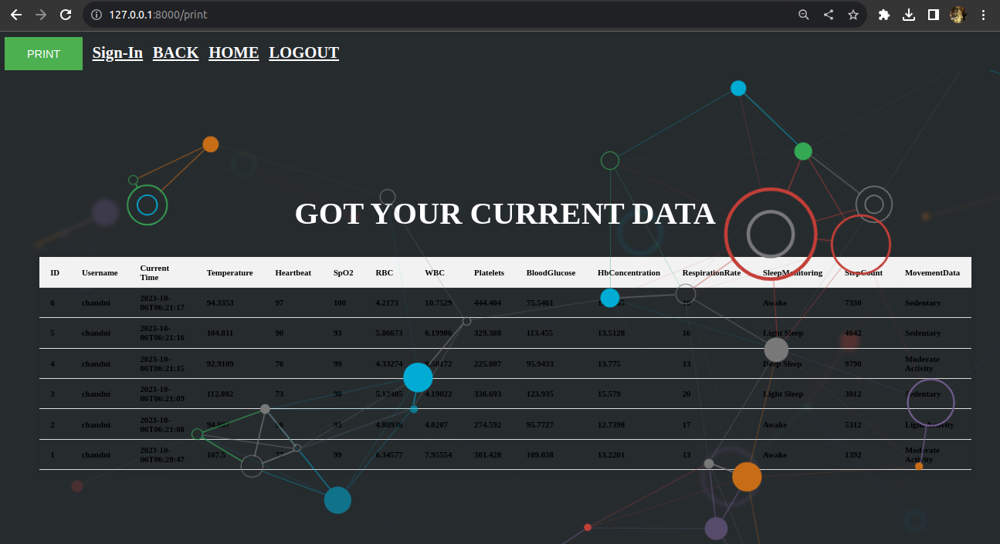 127.0.0.1:8000/print
PRINT Sign-In BACK HOME LOGOUT
GOT YOUR CURRENT DATA
ID Username Current Time Temperature Heartbeat SpO2 RBC WBC Platelets BloodGlucose HbConcentration RespirationRate SleepMonitoring StepCount MovementData
6 chandni 2023-10-06T06:21:17 94.3353 97 100 4.2173 10.7529 444.404 75.5461 16 Awake 7330 Sedentary
5 chandni 2023-10-06T06:21:16 104.811 90 93 5.86673 6.19906 329.388 113.455 13.5128 16 Light Sleep 4642 Sedentary
4 chandni 2023-10-06T06:21:15 92.9109 76 99 4.33274 225.807 95.9433 13.775 13 Deep Sleep 9790 Moderate Activity
3 chandni 2023-10-06T06:21:09 112.802 73 98 5.12405 4.19022 336.693 123.935 15.579 20 Light Sleep 3012 Sedentary
2 chandni 2023-10-06T06:21:08 93 4.80936 4.0207 274.592 95.7727 12.7398 17 Awake 5312 Light Activity
1 chandni 2023-10-06T06:20:47 107.5 77 99 6.34577 7.95554 301.428 109.038 13.2201 13 Awake 1392 Moderate Activity